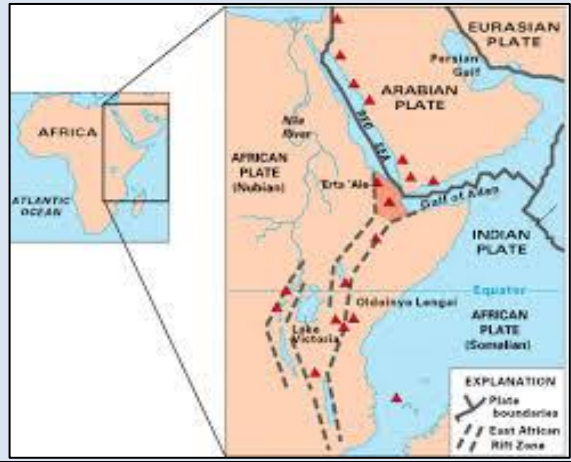 AFRICA
ATLANTIC
OCEAN
EURASIAN
PLATE
Persian
Gulf
ARABIAN
PLATE
Nile
River
RED SEA
AFRICAN
PLATE
(Nubian)
Erta 'Ale
Gulf of Aden
INDIAN
PLATE
Equator
Oldoinyo Lengai
Lake
Victoria
AFRICAN
PLATE
(Somalian)
EXPLANATION
Plate
boundaries
East African
Rift Zone